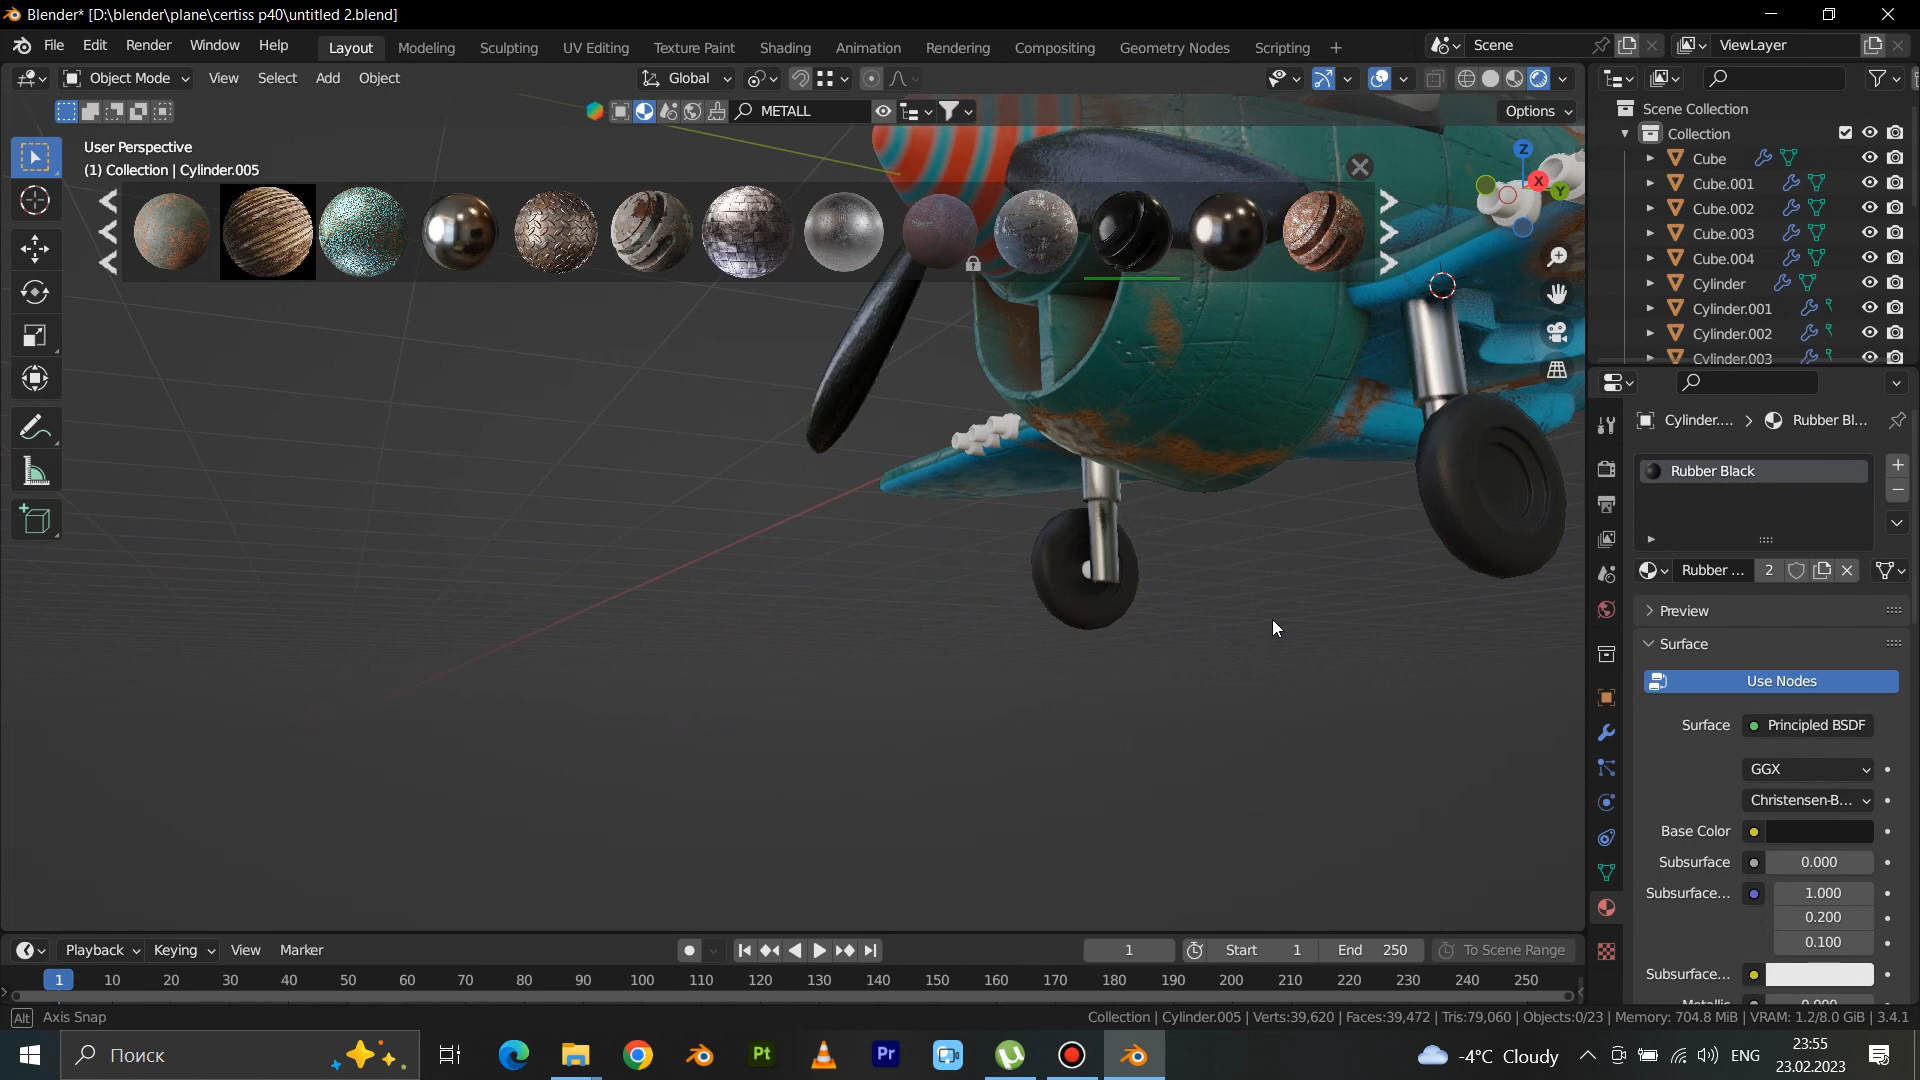 Blender* [D:\blender\plane\certiss p40\untitled 2.blend]
File Edit Render Window Help Layout Modeling Sculpting UV Editing Texture Paint Shading Animation Rendering Compositing Geometry Nodes Scripting + Scene ViewLayer
Object Mode View Select Add Object Global
METALL Options
User Perspective
(1) Collection | Cylinder.005
Z
X
Y
Scene Collection
Collection
Cube
Cube.001
Cube.002
Cube.003
Cube.004
Cylinder
Cylinder.001
Cylinder.002
Cylinder.003
Cylinder.... > Rubber Bl...
Rubber Black
Rubber ... 2
Preview
Surface
Use Nodes
Surface Principled BSDF
GGX
Christensen-B...
Base Color
Subsurface 0.000
Subsurface... 1.000
0.200
0.100
Subsurface...
Metallic 0.000
Playback Keying View Marker 1 Start 1 End 250 To Scene Range
1 10 20 30 40 50 60 70 80 90 100 110 120 130 140 150 160 170 180 190 200 210 220 230 240 250
Alt Axis Snap
Collection | Cylinder.005 | Verts:39,620 | Faces:39,472 | Tris:79,060 | Objects:0/23 | Memory: 704.8 MiB | VRAM: 1.2/8.0 GiB | 3.4.1
Поиск
Pt
Pr
-4°C Cloudy
ENG
23:55
23.02.2023